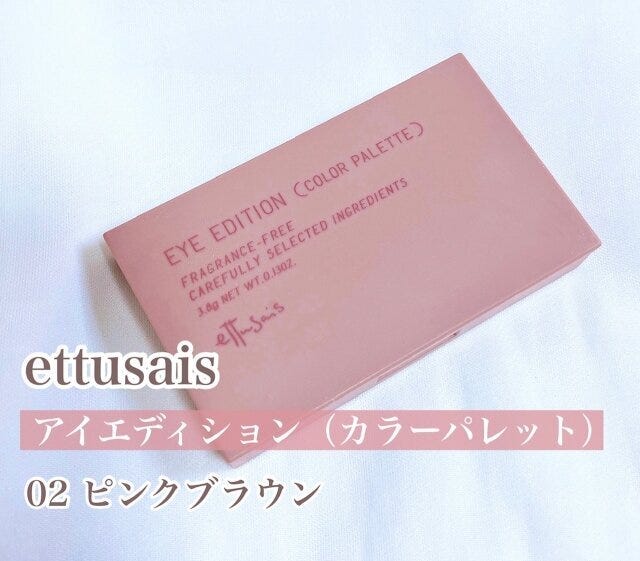 EYE EDITION (COLOR PALETTE)
FRAGRANCE-FREE
CAREFULLY SELECTED INGREDIENTS
3.8g NET WT.0.13OZ.
ettusais
ettusais
アイエディション（カラーパレット）
02 ピンクブラウン